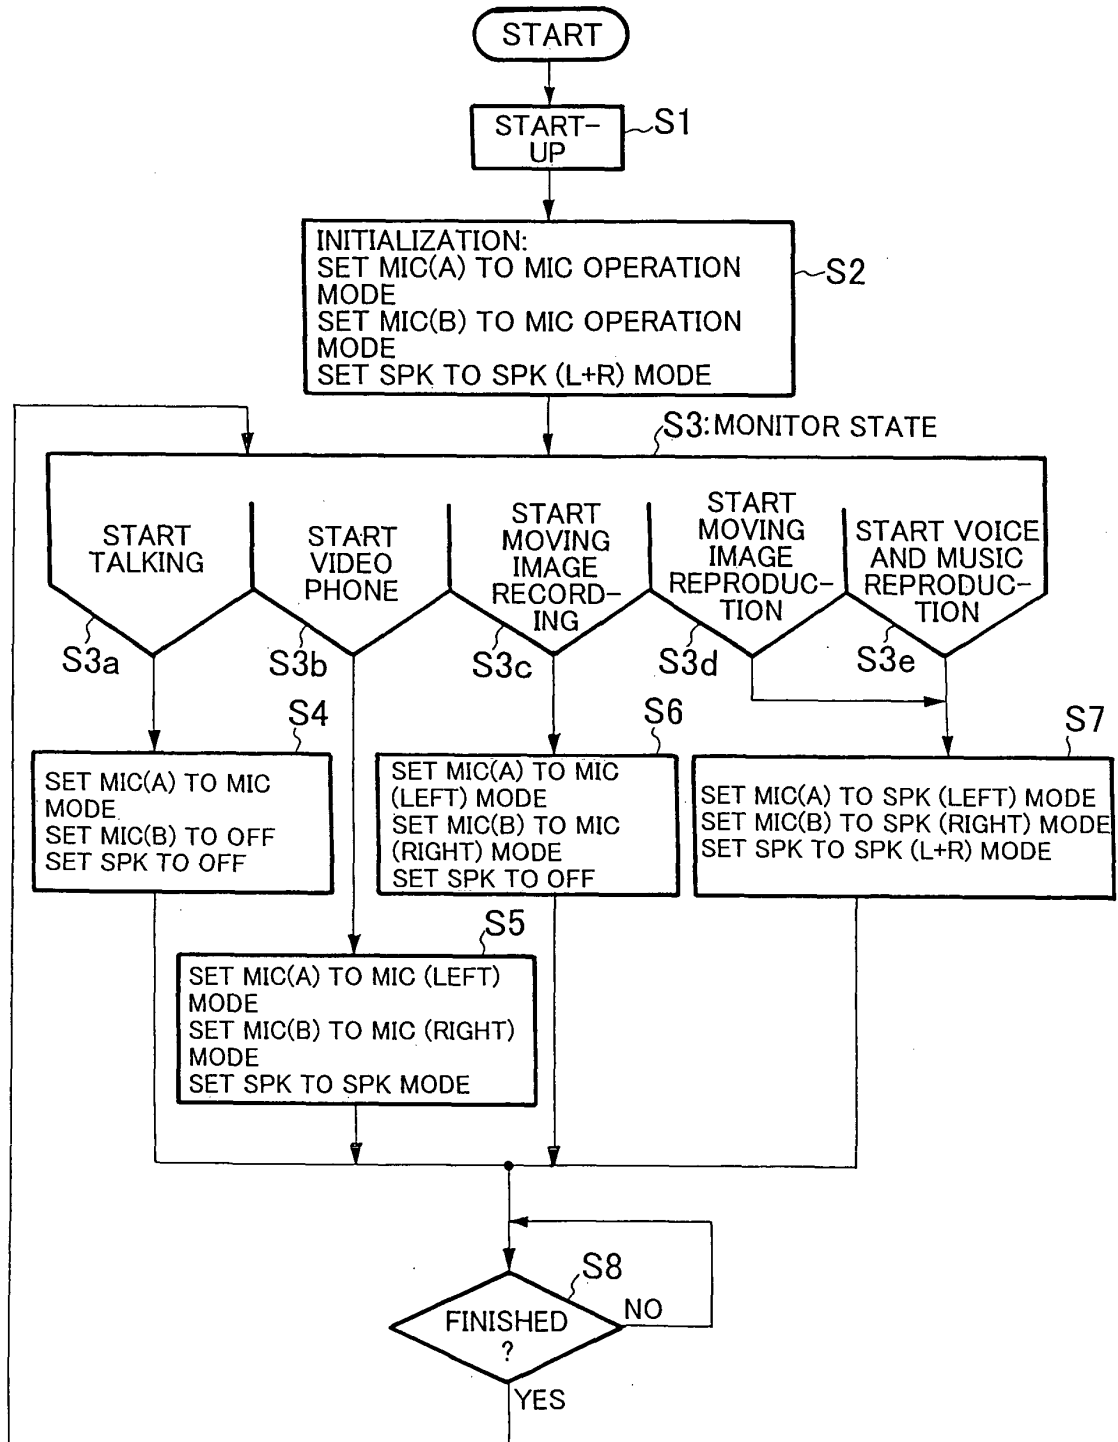 START
START-
UP
S1
INITIALIZATION:
SET MIC(A) TO MIC OPERATION
MODE
SET MIC(B) TO MIC OPERATION
MODE
SET SPK TO SPK (L+R) MODE
S2
S3:MONITOR STATE
START
TALKING
S3a
START
VIDEO
PHONE
S3b
START
MOVING
IMAGE
RECORD-
ING
S3c
START
MOVING
IMAGE
REPRODUC-
TION
S3d
START VOICE
AND MUSIC
REPRODUC-
TION
S3e
S4
SET MIC(A) TO MIC
MODE
SET MIC(B) TO OFF
SET SPK TO OFF
S6
SET MIC(A) TO MIC
(LEFT) MODE
SET MIC(B) TO MIC
(RIGHT) MODE
SET SPK TO OFF
S7
SET MIC(A) TO SPK (LEFT) MODE
SET MIC(B) TO SPK (RIGHT) MODE
SET SPK TO SPK (L+R) MODE
S5
SET MIC(A) TO MIC (LEFT)
MODE
SET MIC(B) TO MIC (RIGHT)
MODE
SET SPK TO SPK MODE
S8
FINISHED
?
NO
YES